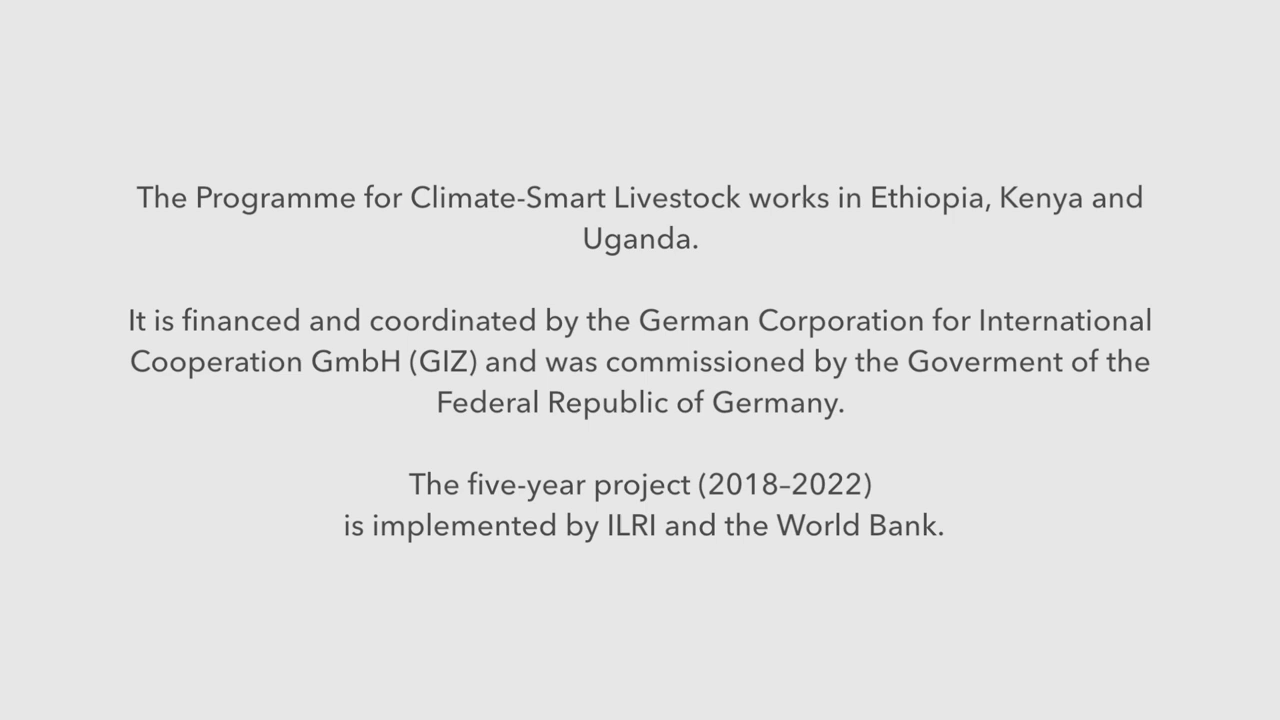 The Programme for Climate-Smart Livestock works in Ethiopia, Kenya and
Uganda.
It is financed and coordinated by the German Corporation for International
Cooperation GmbH (GIZ) and was commissioned by the Goverment of the
Federal Republic of Germany.
The five-year project (2018–2022)
is implemented by ILRI and the World Bank.